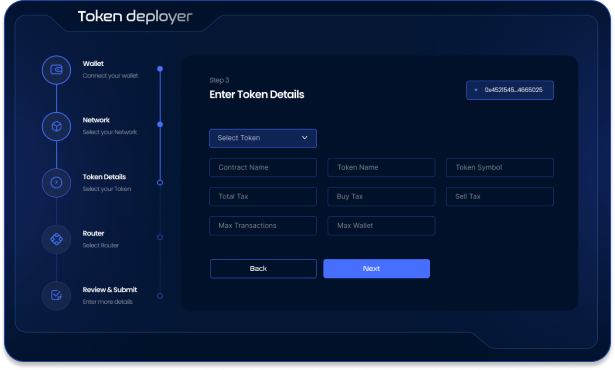 Token deployer
Wallet
Connect your wallet
Network
Select your Network
Token Details
Select your Token
Router
Select Router
Review & Submit
Enter more details
Step 3
Enter Token Details
0x4521545...4665025
Select Token
Contract Name
Token Name
Token Symbol
Total Tax
Buy Tax
Sell Tax
Max Transactions
Max Wallet
Back
Next